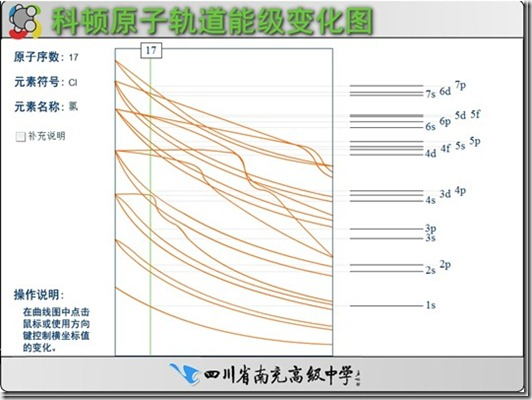 科顿原子轨道能级变化图
原子序数：17
元素符号：Cl
元素名称：氯
补充说明
17
7p
7s 6d
5d 5f
6s 6p
5p
4d 4f 5s
4p
4s 3d
3p
3s
2p
2s
1s
操作说明：
在曲线图中点击
鼠标或使用方向
键控制横坐标值
的变化。
四川省南充高级中学